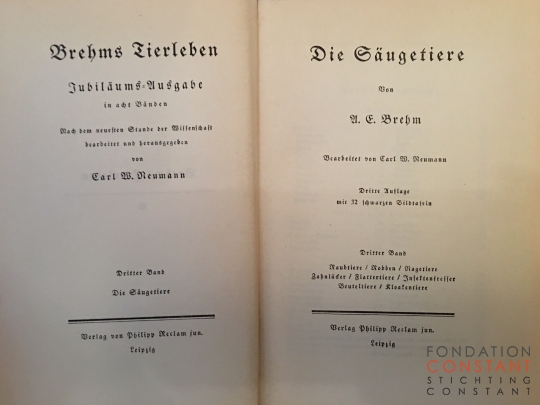 Brehms Tierleben
Jubiläums-Ausgabe
in acht Bänden
Nach dem neuesten Stande der Wissenschaft
bearbeitet und herausgegeben
von
Carl W. Neumann
Dritter Band
Die Säugetiere
Verlag von Philipp Reclam jun.
Leipzig
Die Säugetiere
Von
A. E. Brehm
Bearbeitet von Carl W. Neumann
Dritte Auflage
mit 32 schwarzen Bildtafeln
Dritter Band
Raubtiere / Robben / Nagetiere
Zahnlücker / Flattertiere / Insektenfresser
Beuteltiere / Kloakentiere
Verlag Philipp Reclam jun.
Leipzig
FONDATION
CONSTANT
STICHTING
CONSTANT